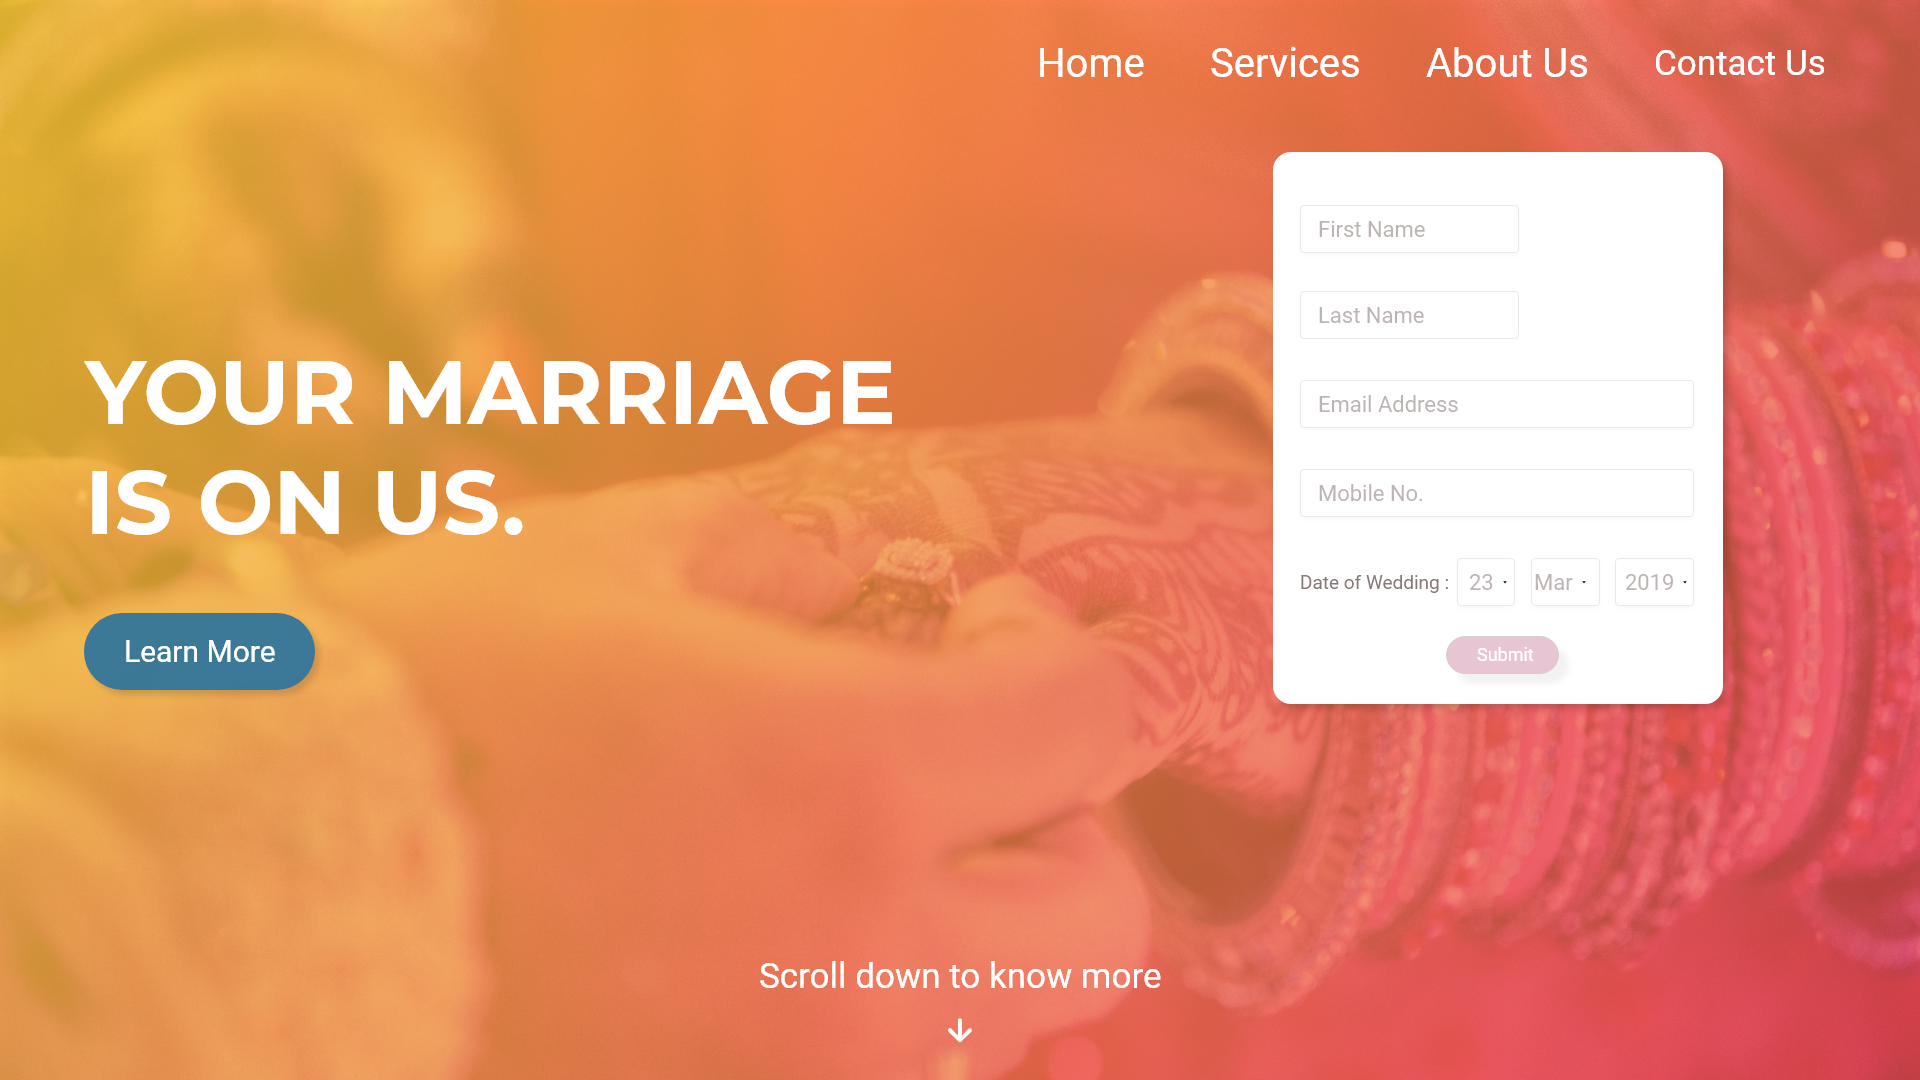 Home Services About Us Contact Us
First Name
Last Name
YOUR MARRIAGE
IS ON US.
Email Address
Mobile No.
Date of Wedding : 23 Mar 2019
Learn More
Submit
Scroll down to know more